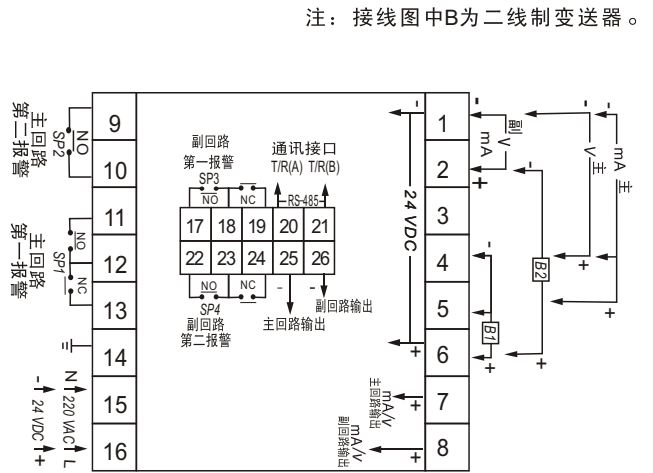 注：接线图中B为二线制变送器。
主回路
第二报警
SP2
NO
9
10
11
12
13
14
15
16
主回路
第一报警
SP1
NO
NC
- 24 VDC +
N 220 VAC L
副回路
第一报警
SP3
NO
NC
通讯接口
T/R(A) T/R(B)
RS-485
17 18 19 20 21
22 23 24 25 26
NO
NC
SP4
副回路
第二报警
-
主回路输出
-
副回路输出
-
24 VDC
+
主回路输出
mA/v
+
副回路输出
mA/v
+
1
2
3
4
5
6
7
8
-
副
V
mA
+
-
B2
+
-
V 主
+
-
mA 主
+
-
B1
+